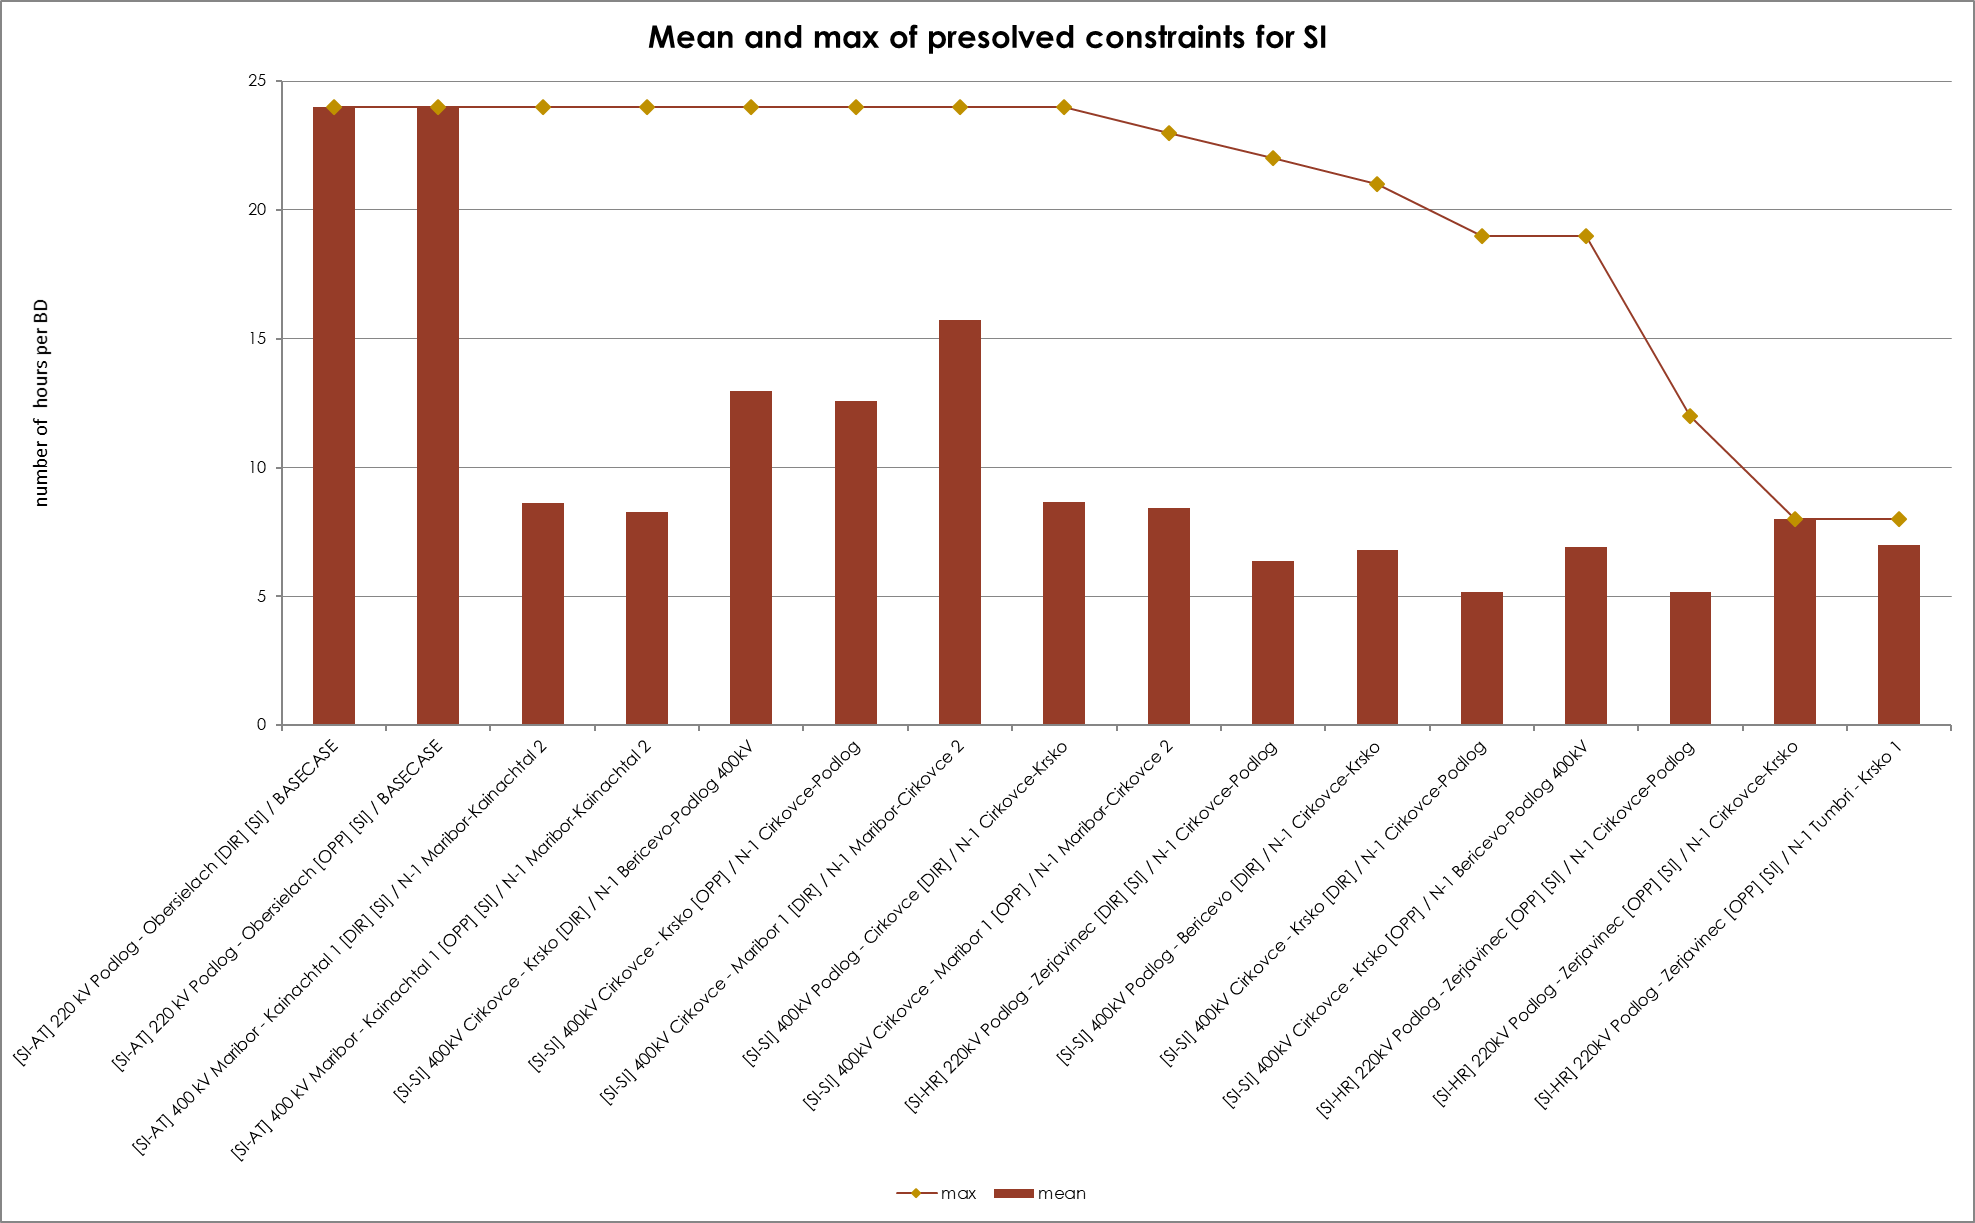 Mean and max of presolved constraints for SI
number of hours per BD
25
20
15
10
5
0
[SI-AT] 220 kV Podlog - Obersielach [DIR] [SI] / BASECASE
[SI-AT] 220 kV Podlog - Obersielach [OPP] [SI] / BASECASE
[SI-AT] 400 kV Maribor - Kainachtal 1 [DIR] [SI] / N-1 Maribor-Kainachtal 2
[SI-AT] 400 kV Maribor - Kainachtal 1 [OPP] [SI] / N-1 Maribor-Kainachtal 2
[SI-SI] 400kV Cirkovce - Krsko [DIR] / N-1 Bericevo-Podlog 400kV
[SI-SI] 400kV Cirkovce - Krsko [OPP] / N-1 Cirkovce-Podlog
[SI-SI] 400kV Cirkovce - Maribor 1 [DIR] / N-1 Maribor-Cirkovce 2
[SI-SI] 400kV Podlog - Cirkovce [DIR] / N-1 Cirkovce-Krsko
[SI-SI] 400kV Cirkovce - Maribor 1 [OPP] / N-1 Maribor-Cirkovce 2
[SI-HR] 220kV Podlog - Zerjavinec [DIR] [SI] / N-1 Cirkovce-Podlog
[SI-SI] 400kV Podlog - Bericevo [DIR] / N-1 Cirkovce-Krsko
[SI-SI] 400kV Cirkovce - Krsko [DIR] / N-1 Cirkovce-Podlog
[SI-SI] 400kV Cirkovce - Krsko [OPP] / N-1 Bericevo-Podlog 400kV
[SI-HR] 220kV Podlog - Zerjavinec [OPP] [SI] / N-1 Cirkovce-Podlog
[SI-HR] 220kV Podlog - Zerjavinec [OPP] [SI] / N-1 Cirkovce-Krsko
[SI-HR] 220kV Podlog - Zerjavinec [OPP] [SI] / N-1 Tumbri - Krsko 1
max
mean